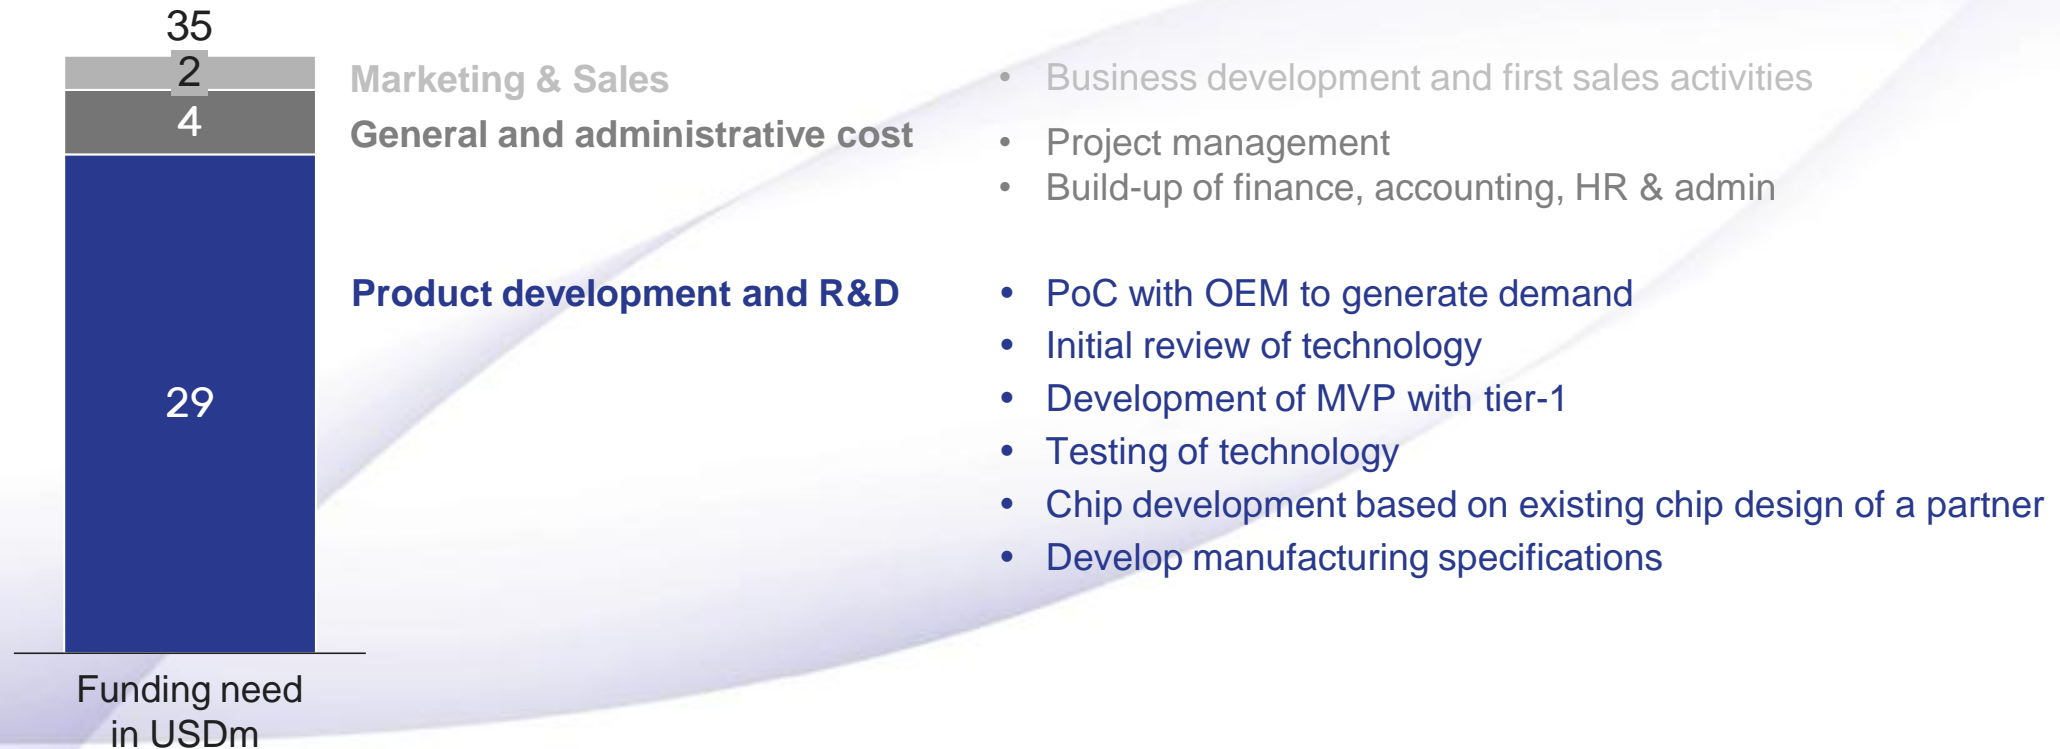 35
2
Marketing & Sales
• Business development and first sales activities
4
General and administrative cost
• Project management
• Build-up of finance, accounting, HR & admin
29
Product development and R&D
• PoC with OEM to generate demand
• Initial review of technology
• Development of MVP with tier-1
• Testing of technology
• Chip development based on existing chip design of a partner
• Develop manufacturing specifications
Funding need
in USDm